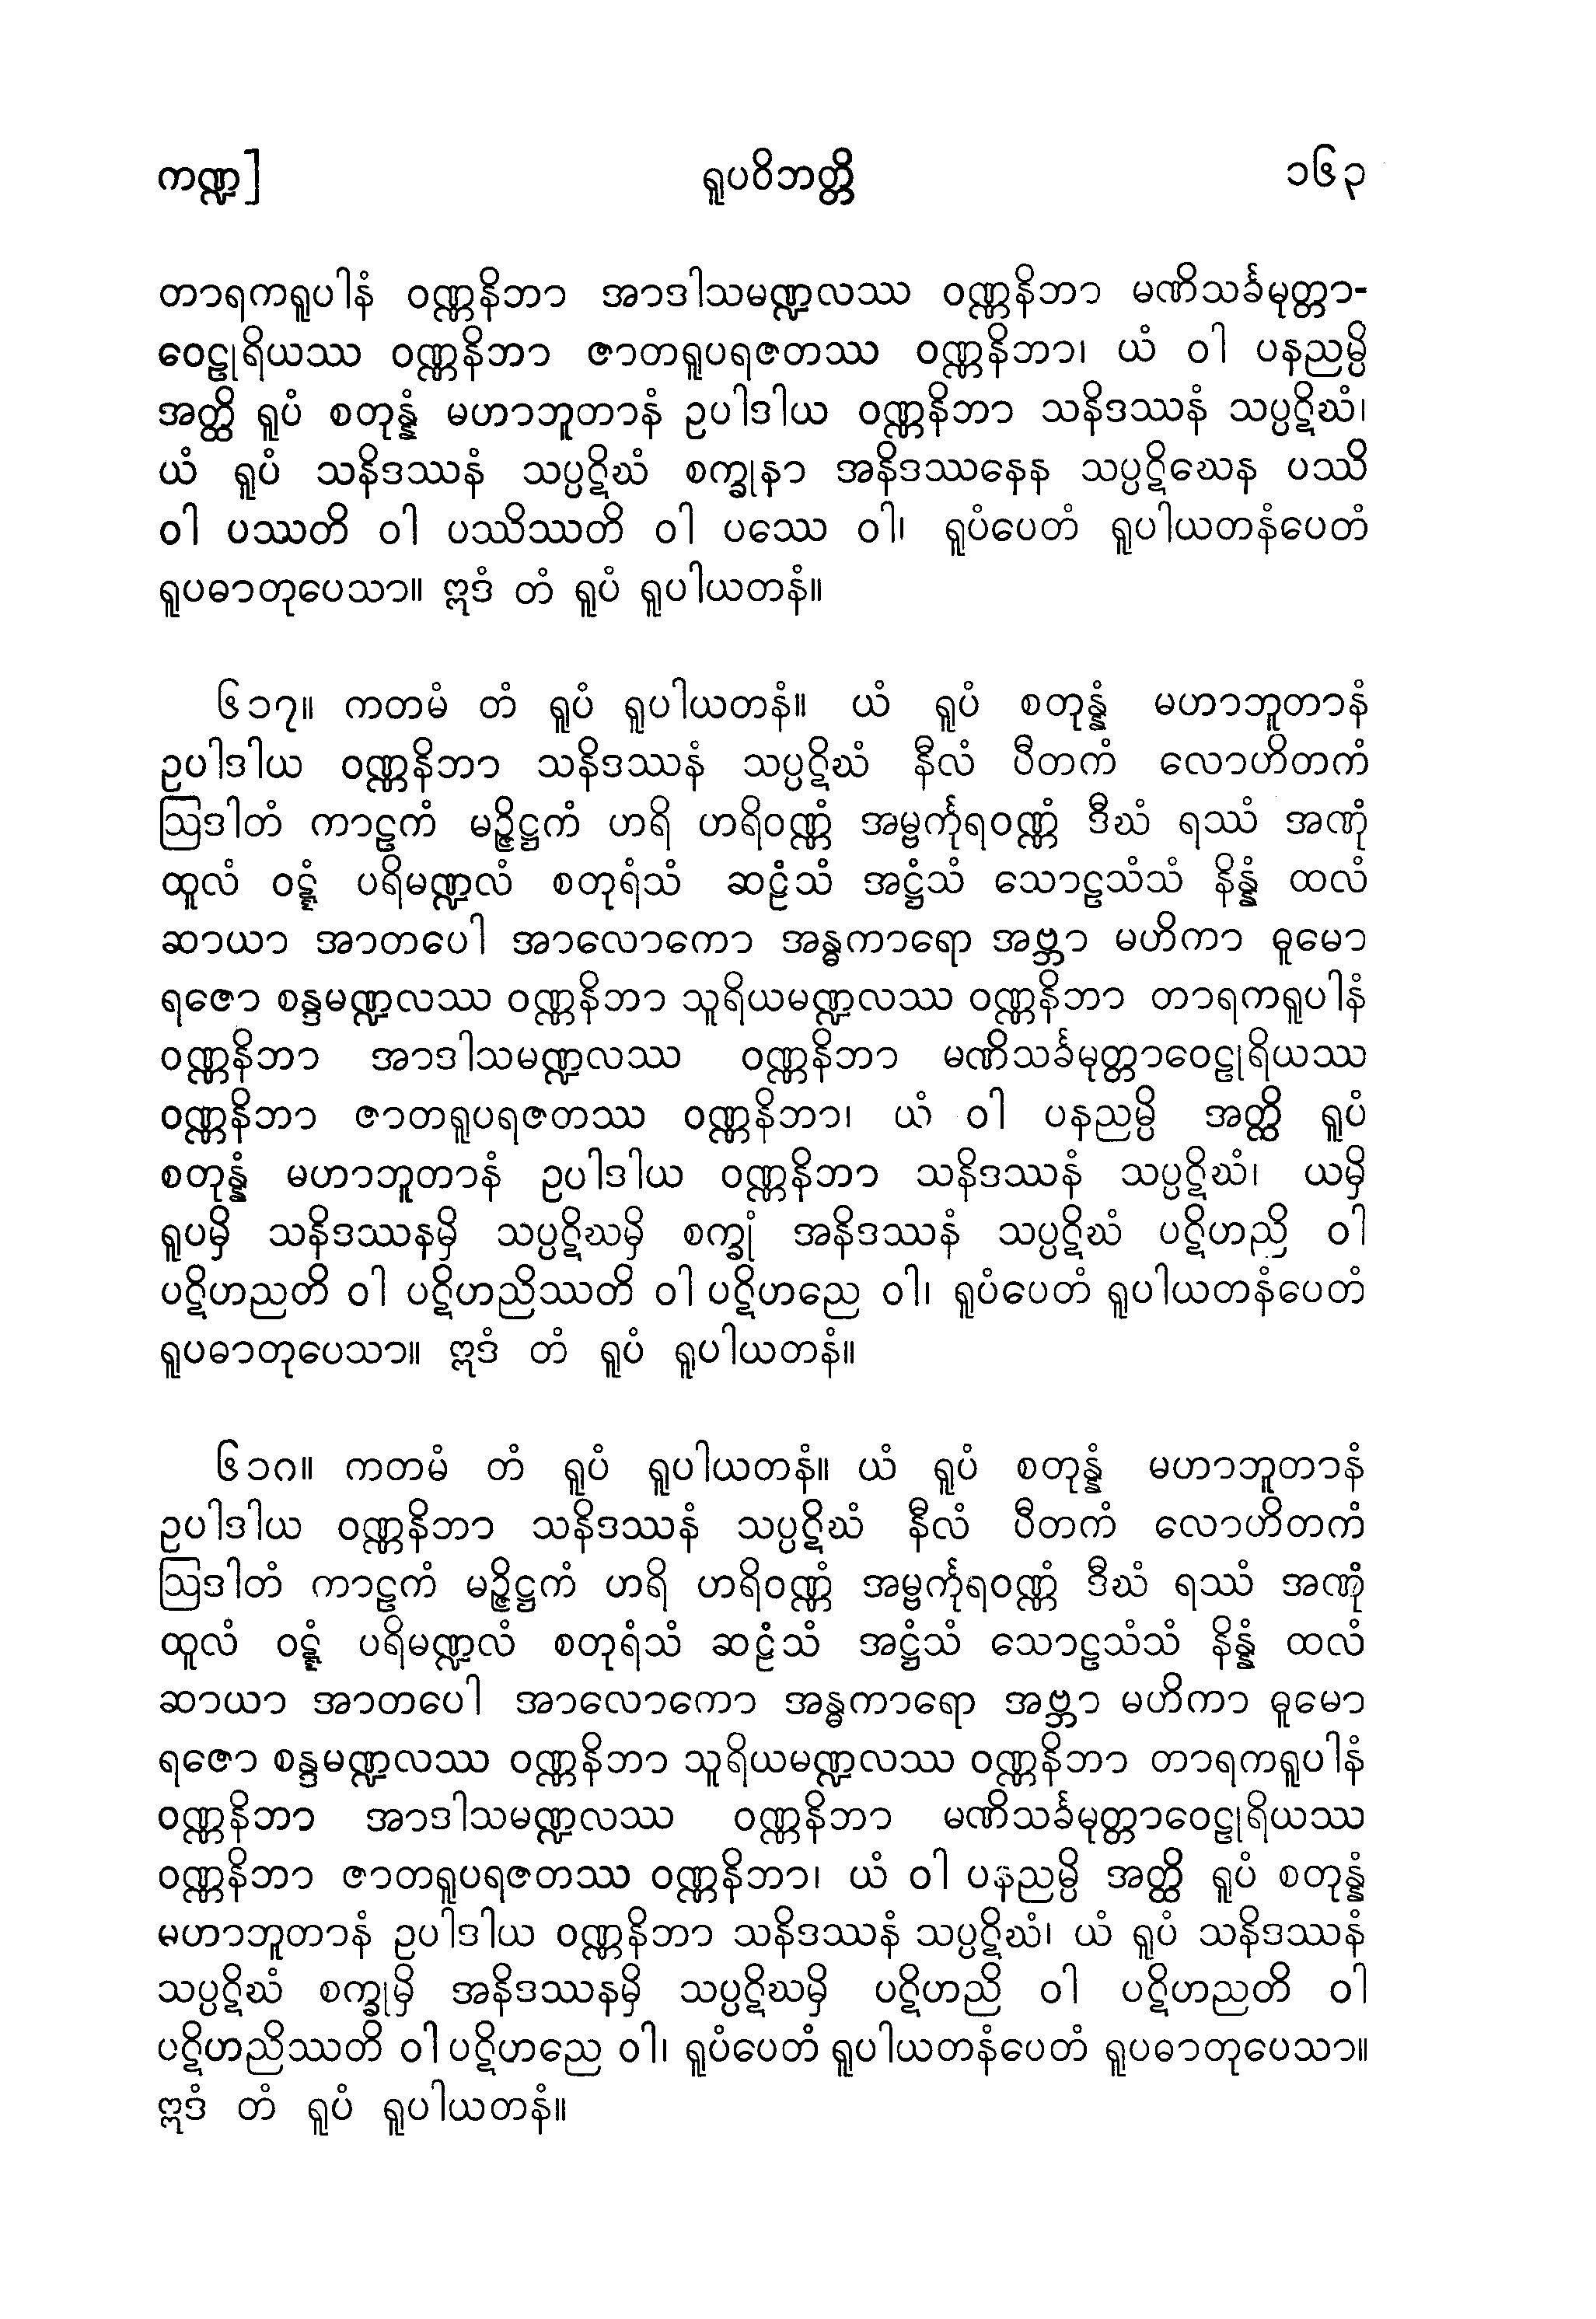 ကဏ္ဍ] ရူပဝိဘတ္တိ ၁၆၃
တာရကရူပါနံ ဝဏ္ဏနိဘာ အာဒါသမဏ္ဍလဿ ဝဏ္ဏနိဘာ မဏိသင်္ခမုတ္တာ-
ဝေဠုရိယဿ ဝဏ္ဏနိဘာ ဇာတရူပရဇတဿ ဝဏ္ဏနိဘာ၊ ယံ ဝါ ပနညမ္ပိ
အတ္ထိ ရူပံ စတုန္နံ မဟာဘူတာနံ ဥပါဒါယ ဝဏ္ဏနိဘာ သနိဒဿနံ သပ္ပဋိဃံ၊
ယံ ရူပံ သနိဒဿနံ သပ္ပဋိဃံ စက္ခုနာ အနိဒဿနေန သပ္ပဋိဃေန ပဿိ
ဝါ ပဿတိ ဝါ ပဿိဿတိ ဝါ ပဿေ ဝါ၊ ရူပံပေတံ ရူပါယတနံပေတံ
ရူပဓာတုပေသာ။ ဣဒံ တံ ရူပံ ရူပါယတနံ။
၆၁၇။ ကတမံ တံ ရူပံ ရူပါယတနံ။ ယံ ရူပံ စတုန္နံ မဟာဘူတာနံ
ဥပါဒါယ ဝဏ္ဏနိဘာ သနိဒဿနံ သပ္ပဋိဃံ နီလံ ပီတကံ လောဟိတကံ
ဩဒါတံ ကာဠကံ မဉ္ဇိဋ္ဌကံ ဟရိ ဟရိဝဏ္ဏံ အမ္ဗင်္ကုရဝဏ္ဏံ ဒီဃံ ရဿံ အဏုံ
ထူလံ ဝဋ္ဋံ ပရိမဏ္ဍလံ စတုရံသံ ဆဠံသံ အဋ္ဌံသံ သောဠသံသံ နိန္နံ ထလံ
ဆာယာ အာတပေါ အာလောကော အန္ဓကာရော အဗ္ဘာ မဟိကာ ဓူမော
ရဇော စန္ဒမဏ္ဍလဿ ဝဏ္ဏနိဘာ သူရိယမဏ္ဍလဿ ဝဏ္ဏနိဘာ တာရကရူပါနံ
ဝဏ္ဏနိဘာ အာဒါသမဏ္ဍလဿ ဝဏ္ဏနိဘာ မဏိသင်္ခမုတ္တာဝေဠုရိယဿ
ဝဏ္ဏနိဘာ ဇာတရူပရဇတဿ ဝဏ္ဏနိဘာ၊ ယံ ဝါ ပနညမ္ပိ အတ္ထိ ရူပံ
စတုန္နံ မဟာဘူတာနံ ဥပါဒါယ ဝဏ္ဏနိဘာ သနိဒဿနံ သပ္ပဋိဃံ၊ ယမှိ
ရူပမှိ သနိဒဿနမှိ သပ္ပဋိဃမှိ စက္ခုံ အနိဒဿနံ သပ္ပဋိဃံ ပဋိဟညိ ဝါ
ပဋိဟညတိ ဝါ ပဋိဟညိဿတိ ဝါ ပဋိဟညေ ဝါ၊ ရူပံပေတံ ရူပါယတနံပေတံ
ရူပဓာတုပေသာ။ ဣဒံ တံ ရူပံ ရူပါယတနံ။
၆၁၈။ ကတမံ တံ ရူပံ ရူပါယတနံ။ ယံ ရူပံ စတုန္နံ မဟာဘူတာနံ
ဥပါဒါယ ဝဏ္ဏနိဘာ သနိဒဿနံ သပ္ပဋိဃံ နီလံ ပီတကံ လောဟိတကံ
ဩဒါတံ ကာဠကံ မဉ္ဇိဋ္ဌကံ ဟရိ ဟရိဝဏ္ဏံ အမ္ဗင်္ကုရဝဏ္ဏံ ဒီဃံ ရဿံ အဏုံ
ထူလံ ဝဋ္ဋံ ပရိမဏ္ဍလံ စတုရံသံ ဆဠံသံ အဋ္ဌံသံ သောဠသံသံ နိန္နံ ထလံ
ဆာယာ အာတပေါ အာလောကော အန္ဓကာရော အဗ္ဘာ မဟိကာ ဓူမော
ရဇော စန္ဒမဏ္ဍလဿ ဝဏ္ဏနိဘာ သူရိယမဏ္ဍလဿ ဝဏ္ဏနိဘာ တာရကရူပါနံ
ဝဏ္ဏနိဘာ အာဒါသမဏ္ဍလဿ ဝဏ္ဏနိဘာ မဏိသင်္ခမုတ္တာဝေဠုရိယဿ
ဝဏ္ဏနိဘာ ဇာတရူပရဇတဿ ဝဏ္ဏနိဘာ၊ ယံ ဝါ ပနညမ္ပိ အတ္ထိ ရူပံ စတုန္နံ
မဟာဘူတာနံ ဥပါဒါယ ဝဏ္ဏနိဘာ သနိဒဿနံ သပ္ပဋိဃံ၊ ယံ ရူပံ သနိဒဿနံ
သပ္ပဋိဃံ စက္ခုမှိ အနိဒဿနမှိ သပ္ပဋိဃမှိ ပဋိဟညိ ဝါ ပဋိဟညတိ ဝါ
ပဋိဟညိဿတိ ဝါ ပဋိဟညေ ဝါ၊ ရူပံပေတံ ရူပါယတနံပေတံ ရူပဓာတုပေသာ။
ဣဒံ တံ ရူပံ ရူပါယတနံ။